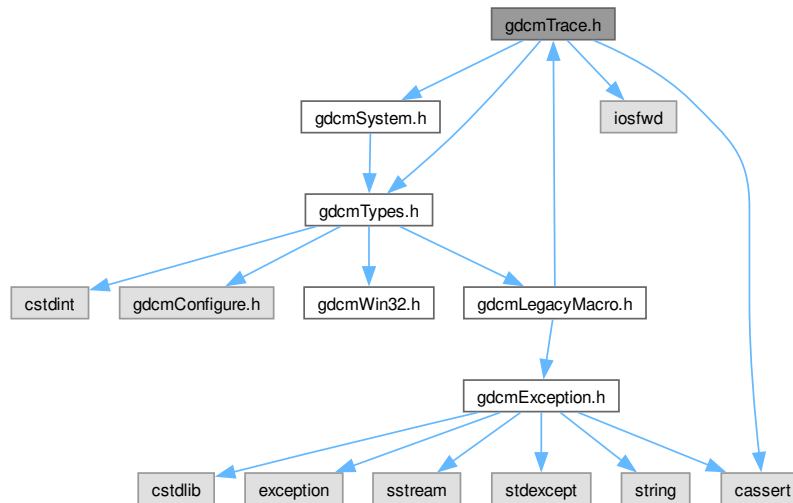 gdcmTrace.h
gdcmSystem.h
iosfwd
gdcmTypes.h
cstdint
gdcmConfigure.h
gdcmWin32.h
gdcmLegacyMacro.h
gdcmException.h
cstdlib
exception
sstream
stdexcept
string
cassert